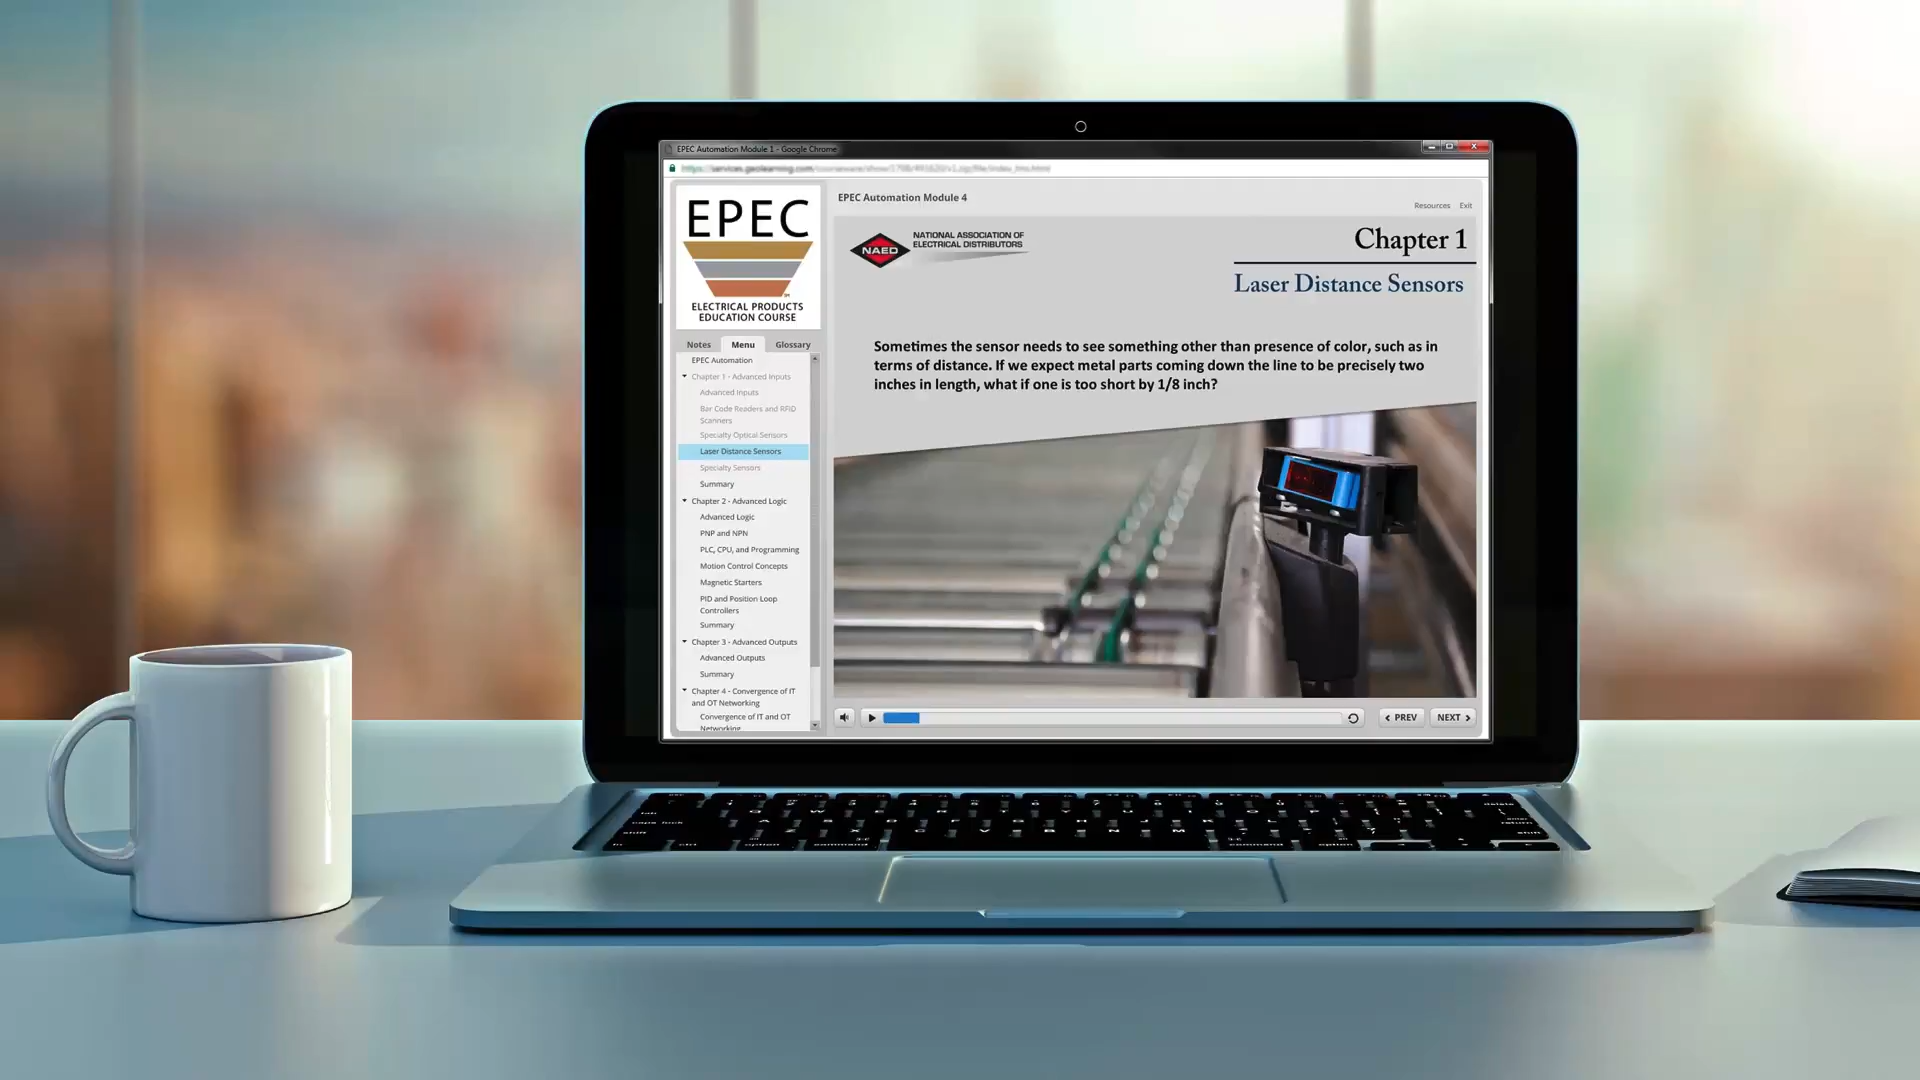 EPEC Automation Module 1 - Google Chrome
EPEC
ELECTRICAL PRODUCTS
EDUCATION COURSE
EPEC Automation Module 4
Resources Exit
NAED
NATIONAL ASSOCIATION OF
ELECTRICAL DISTRIBUTORS
Chapter 1
Laser Distance Sensors
Sometimes the sensor needs to see something other than presence of color, such as in
terms of distance. If we expect metal parts coming down the line to be precisely two
inches in length, what if one is too short by 1/8 inch?
Notes Menu Glossary
EPEC Automation
Chapter 1 - Advanced Inputs
Advanced Inputs
Bar Code Readers and RFID
Scanners
Specialty Optical Sensors
Laser Distance Sensors
Specialty Sensors
Summary
Chapter 2 - Advanced Logic
Advanced Logic
PNP and NPN
PLC, CPU, and Programming
Motion Control Concepts
Magnetic Starters
PID and Position Loop
Controllers
Summary
Chapter 3 - Advanced Outputs
Advanced Outputs
Summary
Chapter 4 - Convergence of IT
and OT Networking
Convergence of IT and OT
Networking
PREV NEXT